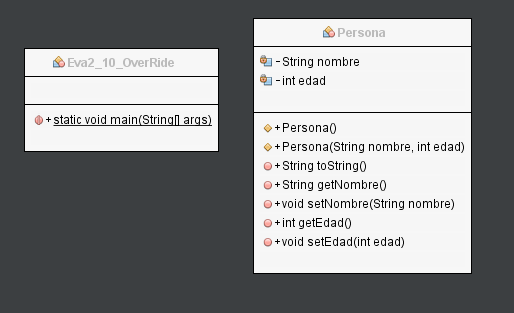 Eva2_10_OverRide
+ static void main(String[] args)
Persona
- String nombre
- int edad
+ Persona()
+ Persona(String nombre, int edad)
+ String toString()
+ String getNombre()
+ void setNombre(String nombre)
+ int getEdad()
+ void setEdad(int edad)